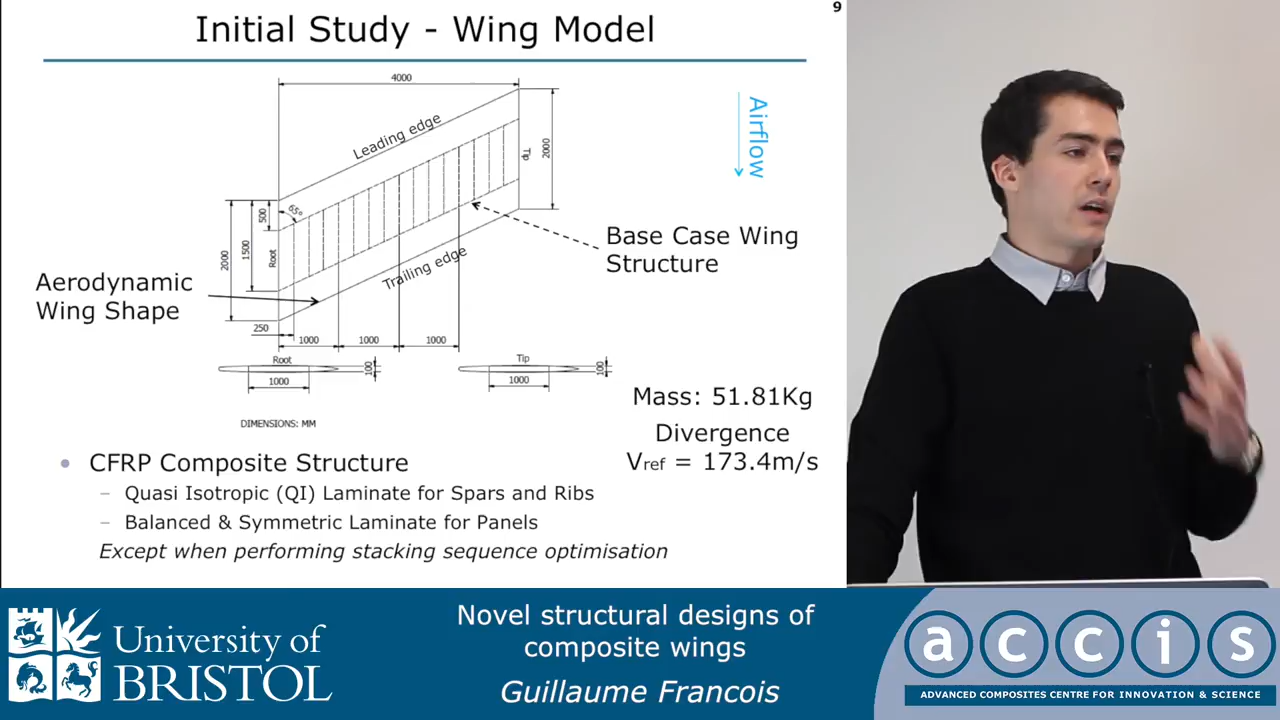 9
Initial Study - Wing Model
4000
Leading edge
Tip
2000
Airflow
65°
500
1500
2000
Root
Trailing edge
Base Case Wing
Structure
Aerodynamic
Wing Shape
250
1000
1000
1000
Root
100
1000
Tip
100
1000
DIMENSIONS: MM
Mass: 51.81Kg
Divergence
Vref = 173.4m/s
• CFRP Composite Structure
– Quasi Isotropic (QI) Laminate for Spars and Ribs
– Balanced & Symmetric Laminate for Panels
Except when performing stacking sequence optimisation
University of
BRISTOL
Novel structural designs of
composite wings
Guillaume Francois
accis
ADVANCED COMPOSITES CENTRE FOR INNOVATION & SCIENCE